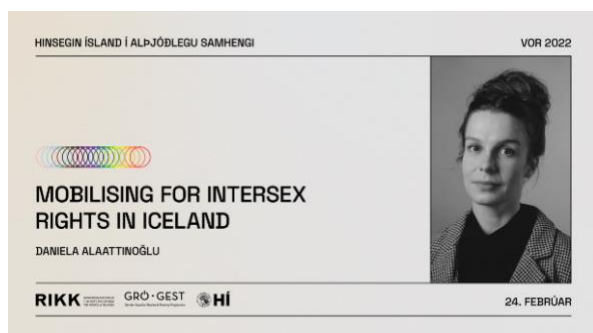 HINSEGIN ÍSLAND Í ALÞJÓÐLEGU SAMHENGI
VOR 2022
MOBILISING FOR INTERSEX
RIGHTS IN ICELAND
DANIELA ALAATTINOĞLU
RIKK
GRÓ · GEST
HÍ
24. FEBRÚAR